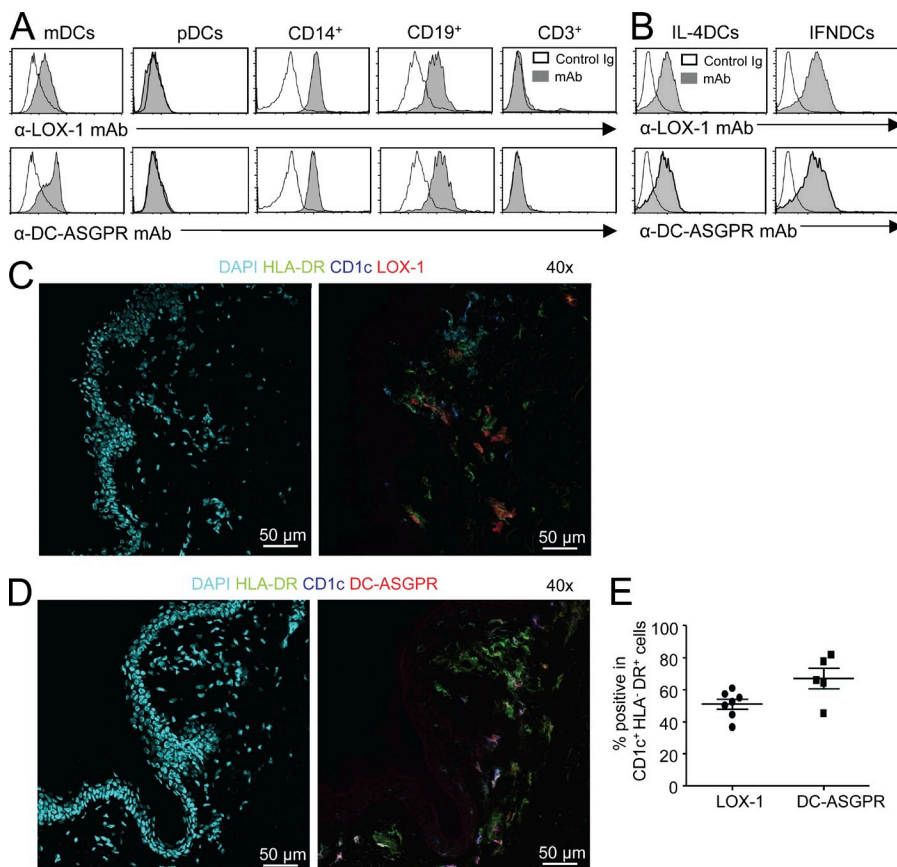 A
mDCs pDCs CD14⁺ CD19⁺ CD3⁺
Control Ig
mAb
α-LOX-1 mAb
α-DC-ASGPR mAb
B
IL-4DCs IFNDCs
Control Ig
mAb
α-LOX-1 mAb
α-DC-ASGPR mAb
C
DAPI HLA-DR CD1c LOX-1 40x
50 µm 50 µm
D
DAPI HLA-DR CD1c DC-ASGPR 40x
50 µm 50 µm
E
% positive in
CD1c⁺ HLA⁻ DR⁺ cells
100
80
60
40
20
0
LOX-1 DC-ASGPR